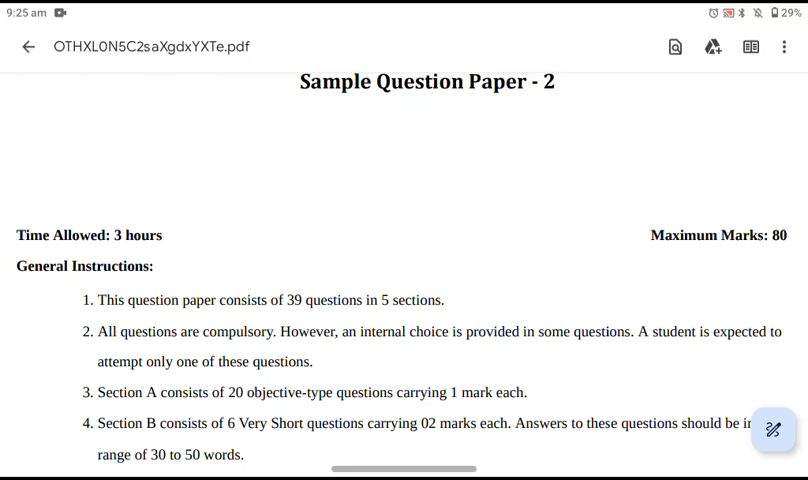 9:25 am
29%
OTHXL0N5C2saXgdxYXTe.pdf
Sample Question Paper - 2
Time Allowed: 3 hours
Maximum Marks: 80
General Instructions:
1. This question paper consists of 39 questions in 5 sections.
2. All questions are compulsory. However, an internal choice is provided in some questions. A student is expected to
attempt only one of these questions.
3. Section A consists of 20 objective-type questions carrying 1 mark each.
4. Section B consists of 6 Very Short questions carrying 02 marks each. Answers to these questions should be
range of 30 to 50 words.